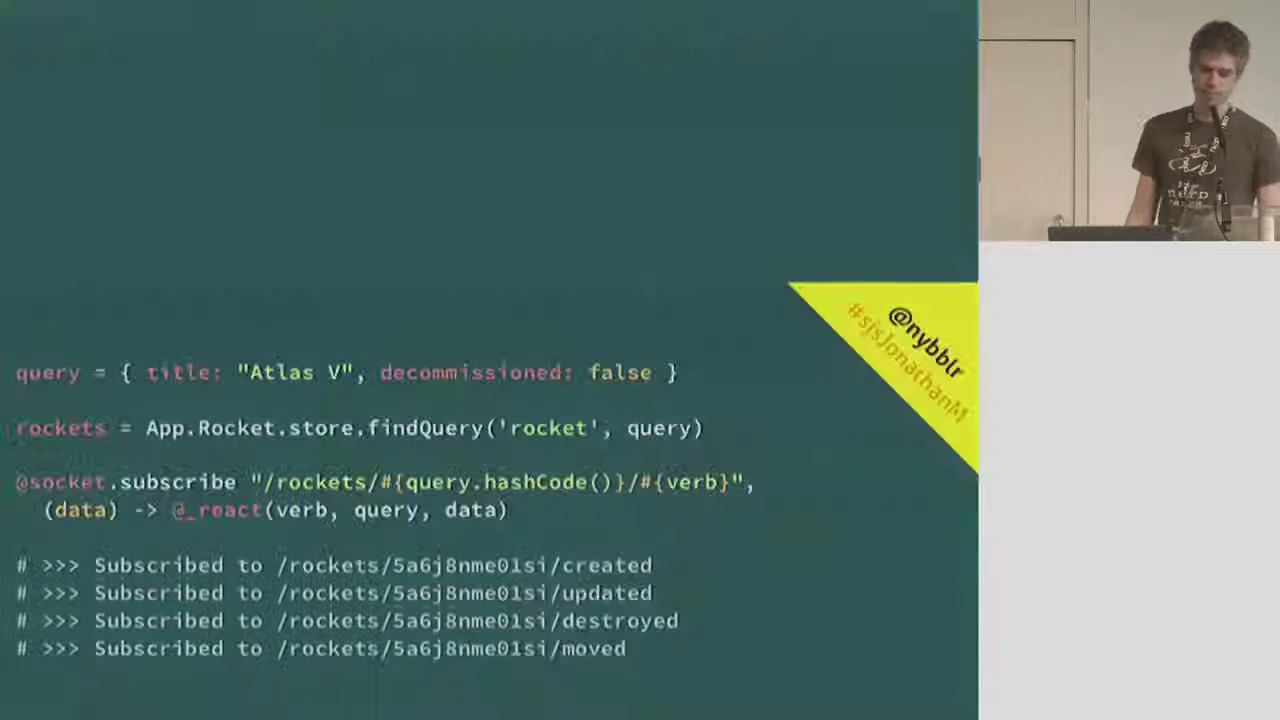 query = { title: "Atlas V", decommissioned: false }
rockets = App.Rocket.store.findQuery('rocket', query)
@socket.subscribe "/rockets/#{query.hashCode()}/#{verb}",
(data) -> @_react(verb, query, data)
# >>> Subscribed to /rockets/5a6j8nme01si/created
# >>> Subscribed to /rockets/5a6j8nme01si/updated
# >>> Subscribed to /rockets/5a6j8nme01si/destroyed
# >>> Subscribed to /rockets/5a6j8nme01si/moved
@nybblr
#sjsJonathanM